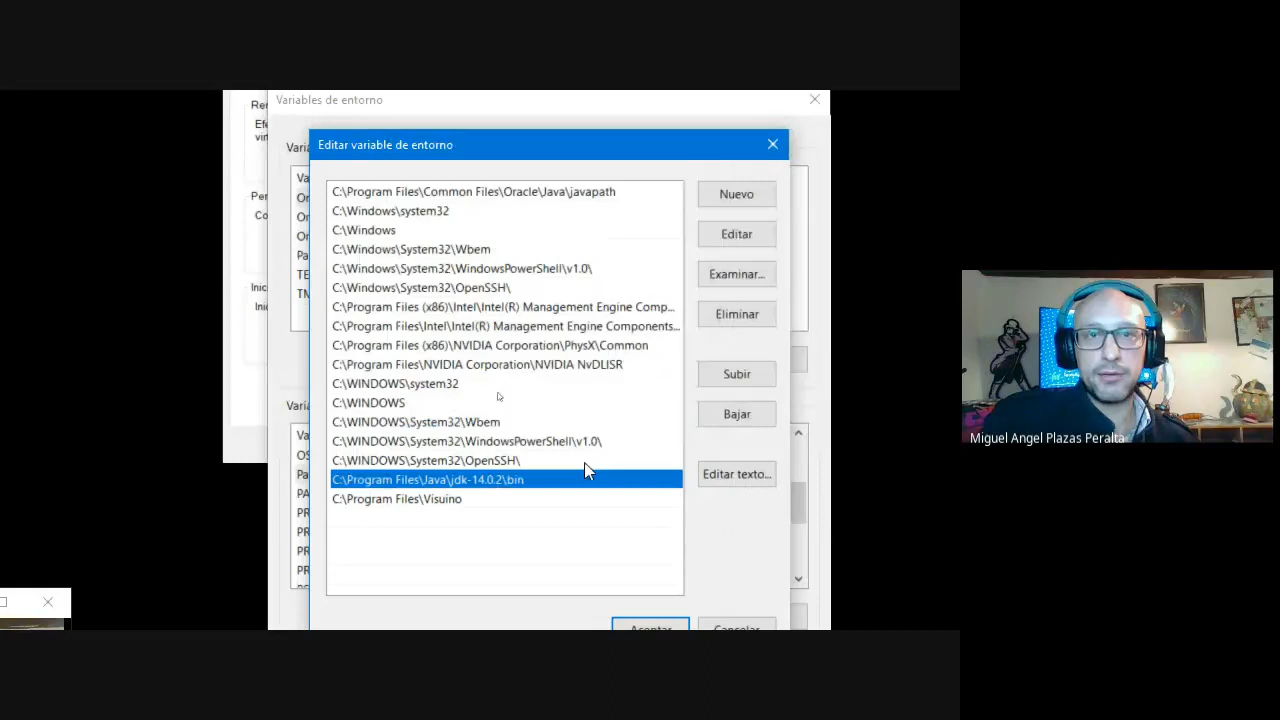 Variables de entorno
Editar variable de entorno
C:\Program Files\Common Files\Oracle\Java\javapath
C:\Windows\system32
C:\Windows
C:\Windows\System32\Wbem
C:\Windows\System32\WindowsPowerShell\v1.0\
C:\Windows\System32\OpenSSH\
C:\Program Files (x86)\Intel\Intel(R) Management Engine Comp...
C:\Program Files\Intel\Intel(R) Management Engine Components...
C:\Program Files (x86)\NVIDIA Corporation\PhysX\Common
C:\Program Files\NVIDIA Corporation\NVIDIA NvDLISR
C:\WINDOWS\system32
C:\WINDOWS
C:\WINDOWS\System32\Wbem
C:\WINDOWS\System32\WindowsPowerShell\v1.0\
C:\WINDOWS\System32\OpenSSH\
C:\Program Files\Java\jdk-14.0.2\bin
C:\Program Files\Visuino
Nuevo
Editar
Examinar...
Eliminar
Subir
Bajar
Editar texto...
Aceptar
Cancelar
Miguel Angel Plazas Peralta